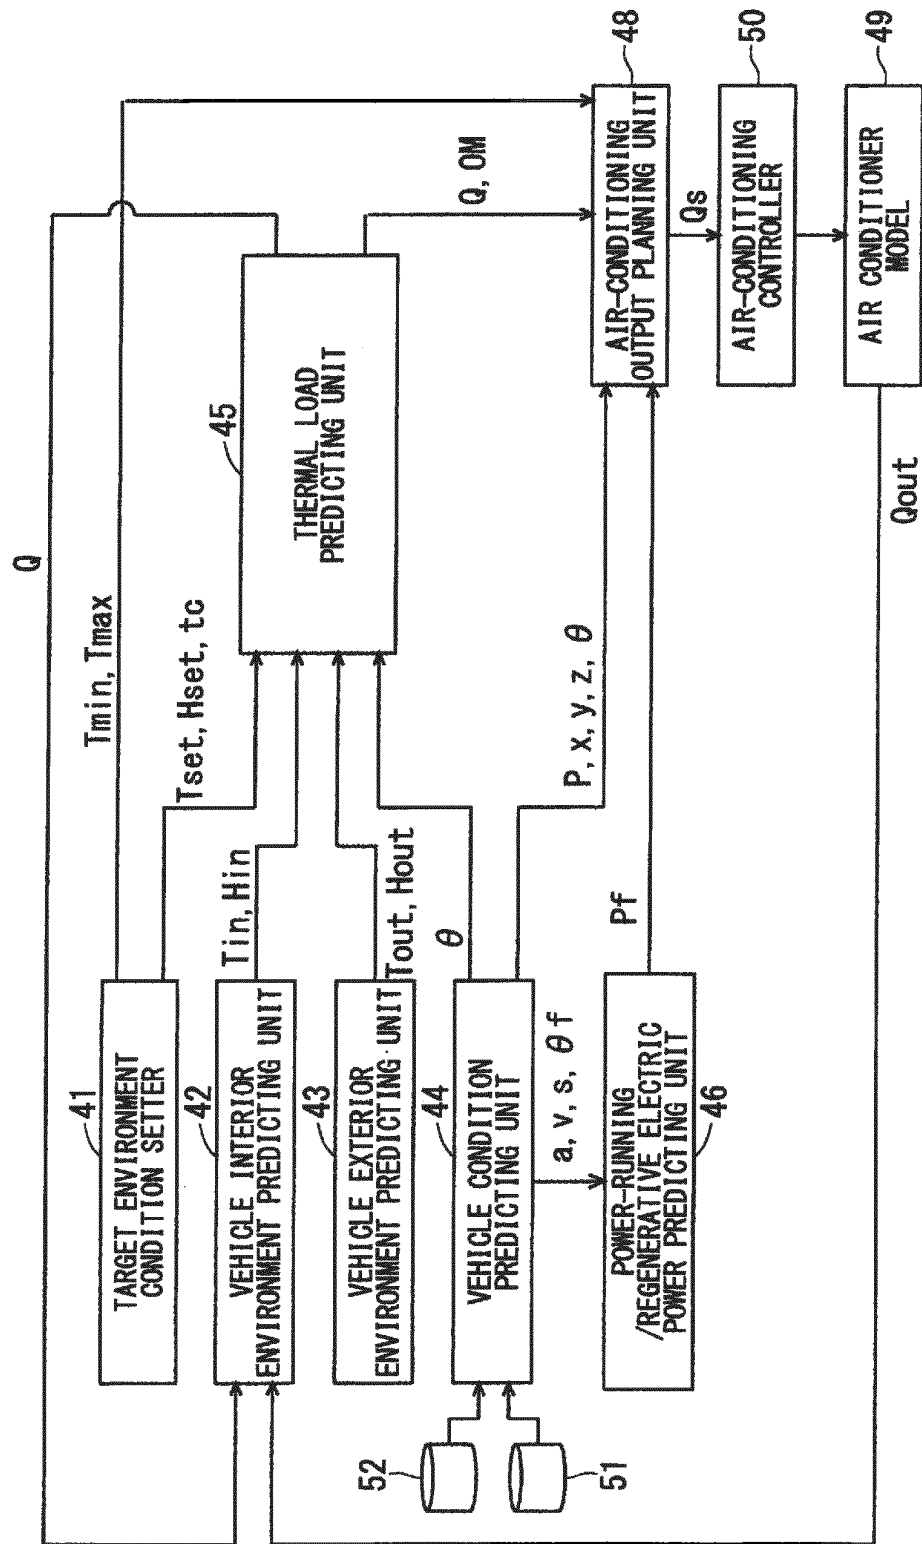 Q
Tmin, Tmax
Tset, Hset, tc
41
TARGET ENVIRONMENT
CONDITION SETTER
42
VEHICLE INTERIOR
ENVIRONMENT PREDICTING UNIT
Tin, Hin
43
VEHICLE EXTERIOR
ENVIRONMENT PREDICTING UNIT
Tout, Hout
44
VEHICLE CONDITION
PREDICTING UNIT
θ
52
51
a, v, s, θf
POWER-RUNNING
/REGENERATIVE ELECTRIC
POWER PREDICTING UNIT
46
45
THERMAL LOAD
PREDICTING UNIT
Q, OM
P, x, y, z, θ
Pf
AIR-CONDITIONING
OUTPUT PLANNING UNIT
48
Qs
AIR-CONDITIONING
CONTROLLER
50
AIR CONDITIONER
MODEL
49
Qout